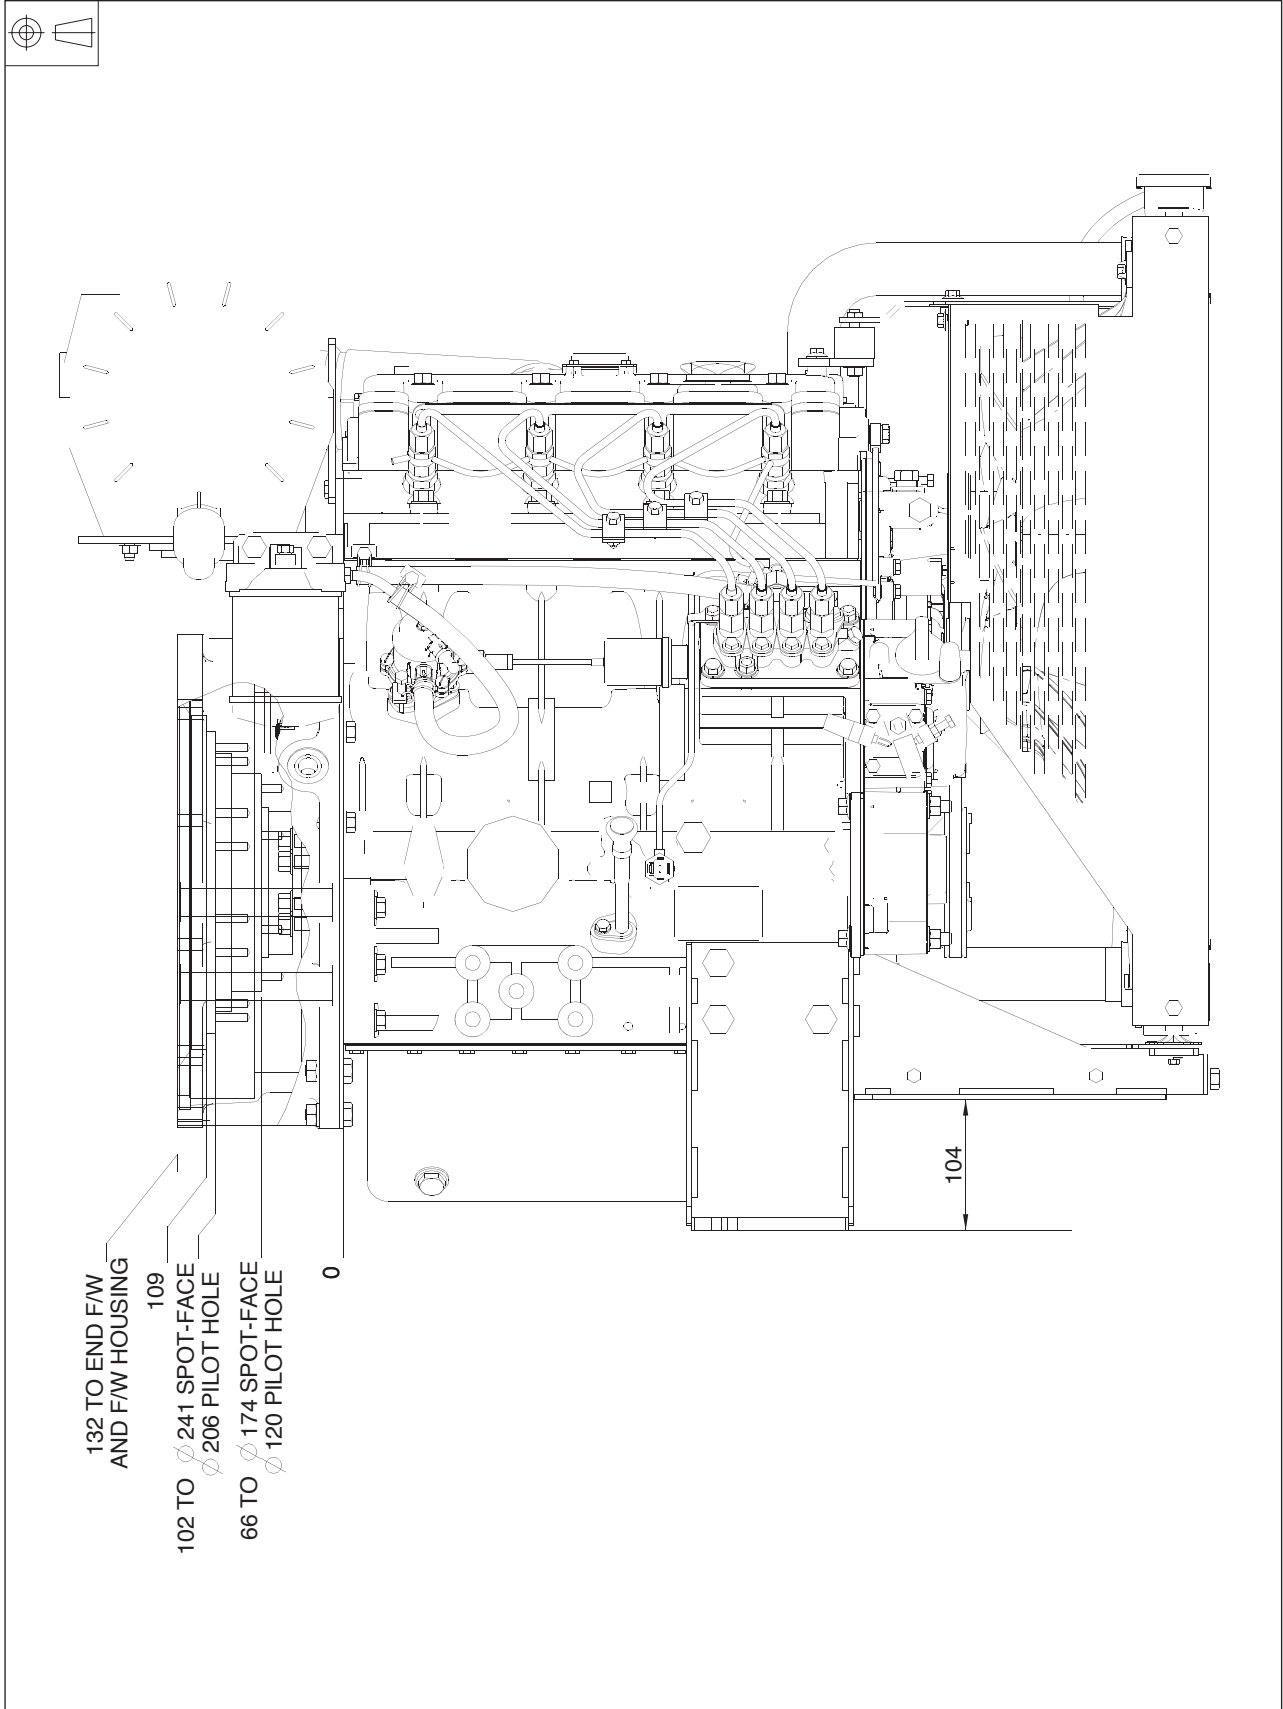 132 TO END F/W
AND F/W HOUSING
109
102 TO ⌀ 241 SPOT-FACE
⌀ 206 PILOT HOLE
66 TO ⌀ 174 SPOT-FACE
⌀ 120 PILOT HOLE
0
104